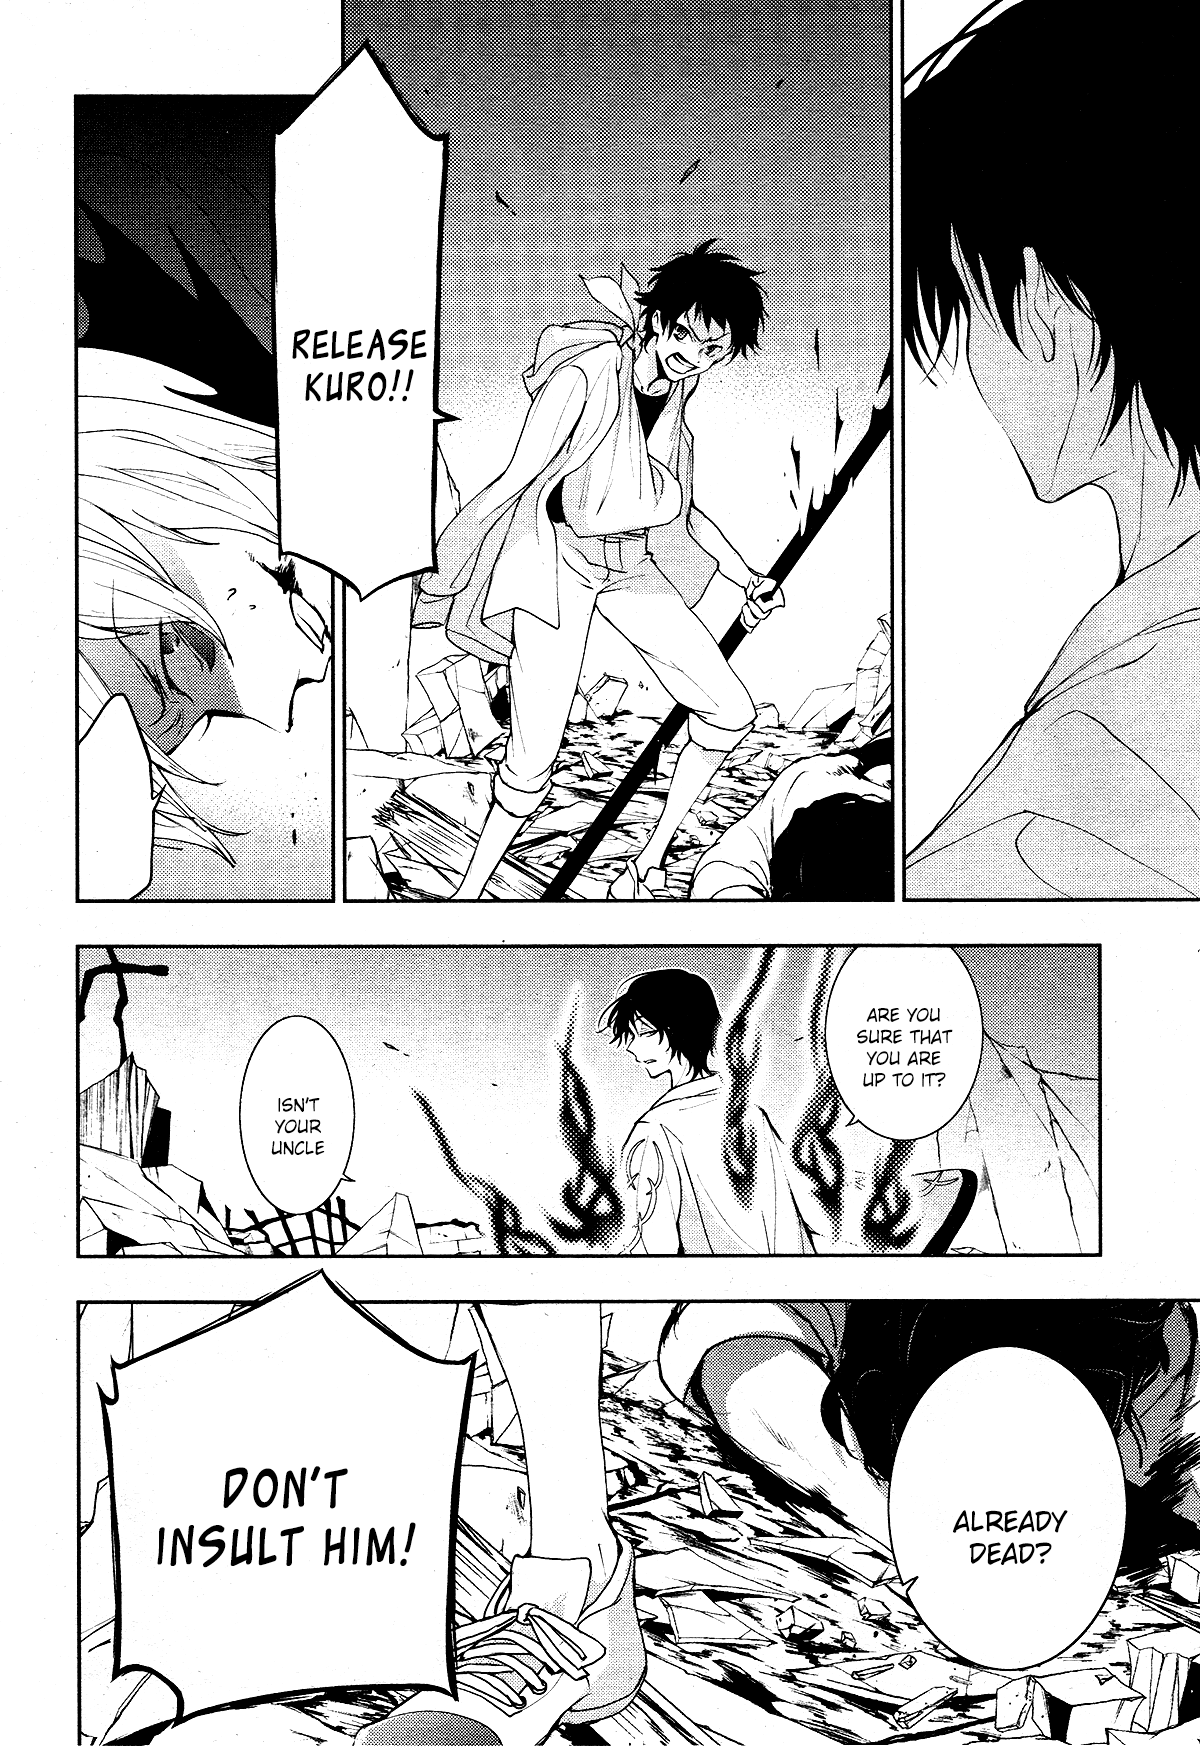 RELEASE
KURO!!
ARE YOU
SURE THAT
YOU ARE
UP TO IT?
ISN'T
YOUR
UNCLE
ALREADY
DEAD?
DON'T
INSULT HIM!